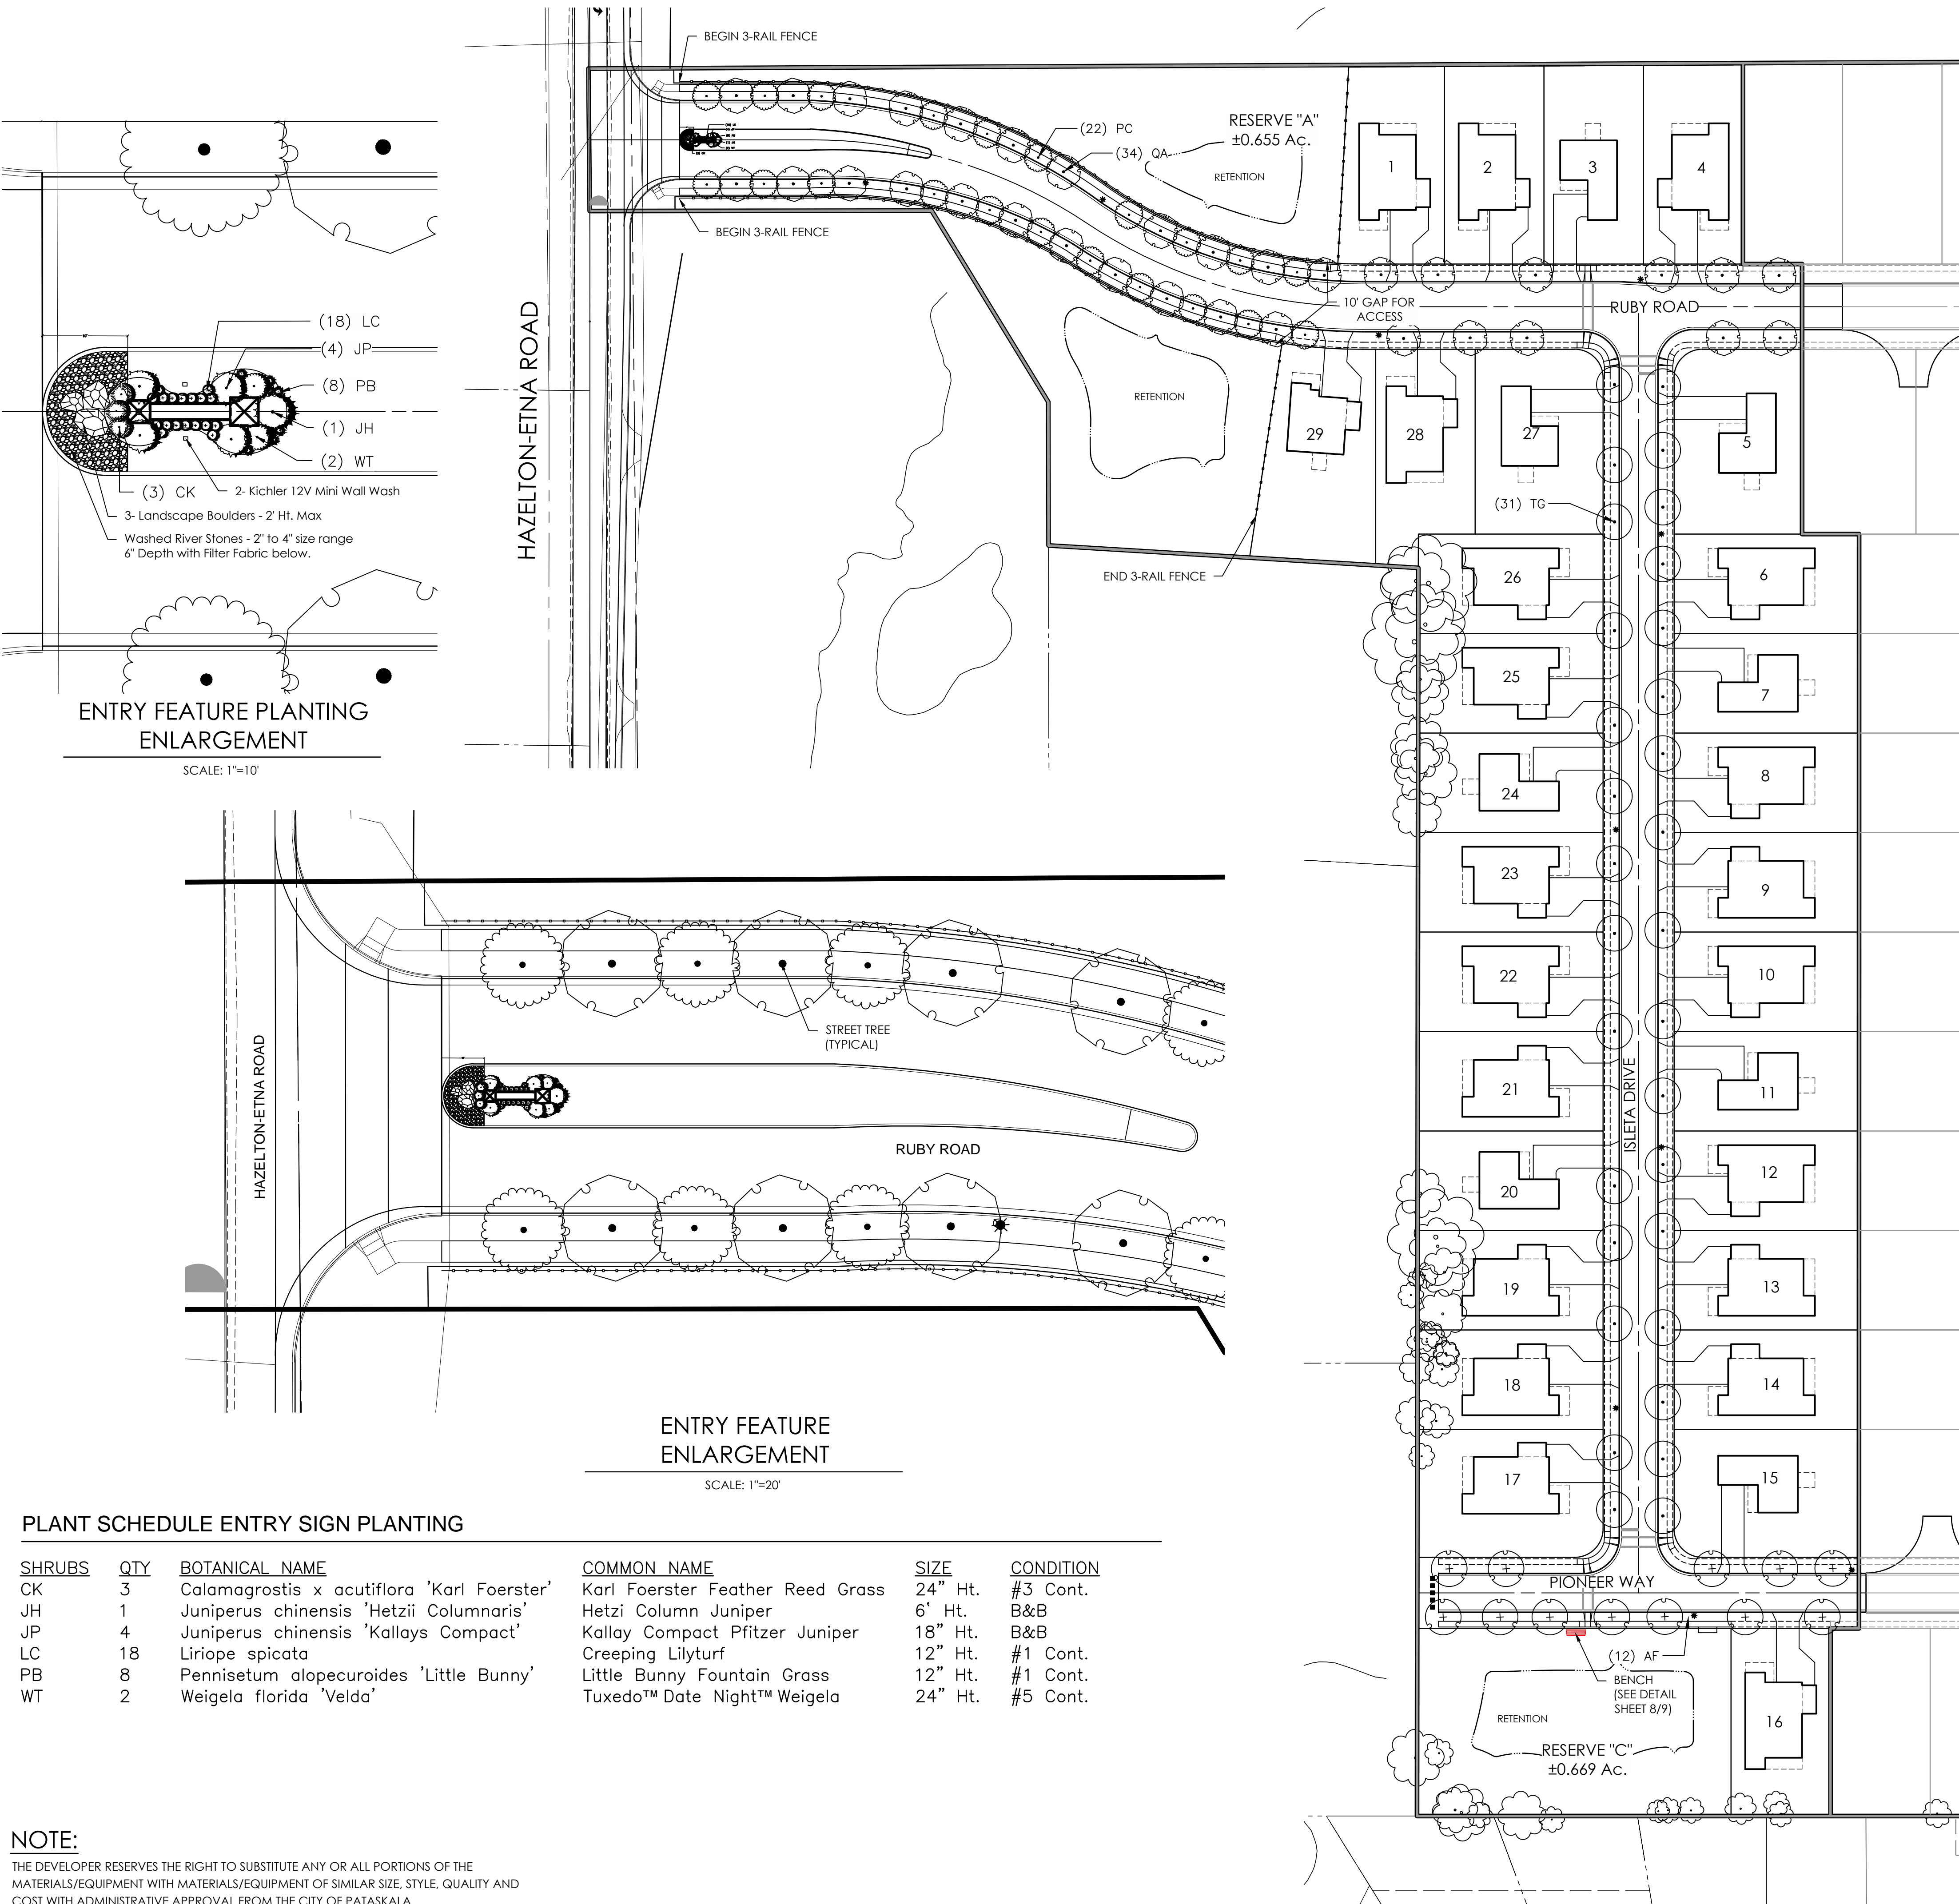 BEGIN 3-RAIL FENCE
(22) PC
(34) QA
RESERVE "A"
±0.655 Ac.
RETENTION
1
2
3
4
BEGIN 3-RAIL FENCE
10' GAP FOR
ACCESS
RUBY ROAD
HAZELTON-ETNA ROAD
RETENTION
29
28
27
5
(31) TG
END 3-RAIL FENCE
26
6
25
7
24
8
23
9
22
10
21
11
ISLETA DRIVE
20
12
19
13
18
14
17
15
PIONEER WAY
(12) AF
BENCH
(SEE DETAIL
SHEET 8/9)
RETENTION
RESERVE "C"
±0.669 Ac.
16
(18) LC
(4) JP
(8) PB
(1) JH
(2) WT
(3) CK
2- Kichler 12V Mini Wall Wash
3- Landscape Boulders - 2' Ht. Max
Washed River Stones - 2" to 4" size range
6" Depth with Filter Fabric below.
ENTRY FEATURE PLANTING
ENLARGEMENT
SCALE: 1"=10'
HAZELTON-ETNA ROAD
STREET TREE
(TYPICAL)
RUBY ROAD
ENTRY FEATURE
ENLARGEMENT
SCALE: 1"=20'
PLANT SCHEDULE ENTRY SIGN PLANTING
SHRUBS QTY BOTANICAL NAME COMMON NAME SIZE CONDITION
CK 3 Calamagrostis x acutiflora 'Karl Foerster' Karl Foerster Feather Reed Grass 24" Ht. #3 Cont.
JH 1 Juniperus chinensis 'Hetzii Columnaris' Hetzi Column Juniper 6' Ht. B&B
JP 4 Juniperus chinensis 'Kallays Compact' Kallay Compact Pfitzer Juniper 18" Ht. B&B
LC 18 Liriope spicata Creeping Lilyturf 12" Ht. #1 Cont.
PB 8 Pennisetum alopecuroides 'Little Bunny' Little Bunny Fountain Grass 12" Ht. #1 Cont.
WT 2 Weigela florida 'Velda' Tuxedo™ Date Night™ Weigela 24" Ht. #5 Cont.
NOTE:
THE DEVELOPER RESERVES THE RIGHT TO SUBSTITUTE ANY OR ALL PORTIONS OF THE
MATERIALS/EQUIPMENT WITH MATERIALS/EQUIPMENT OF SIMILAR SIZE, STYLE, QUALITY AND
COST WITH ADMINISTRATIVE APPROVAL FROM THE CITY OF PATASKALA